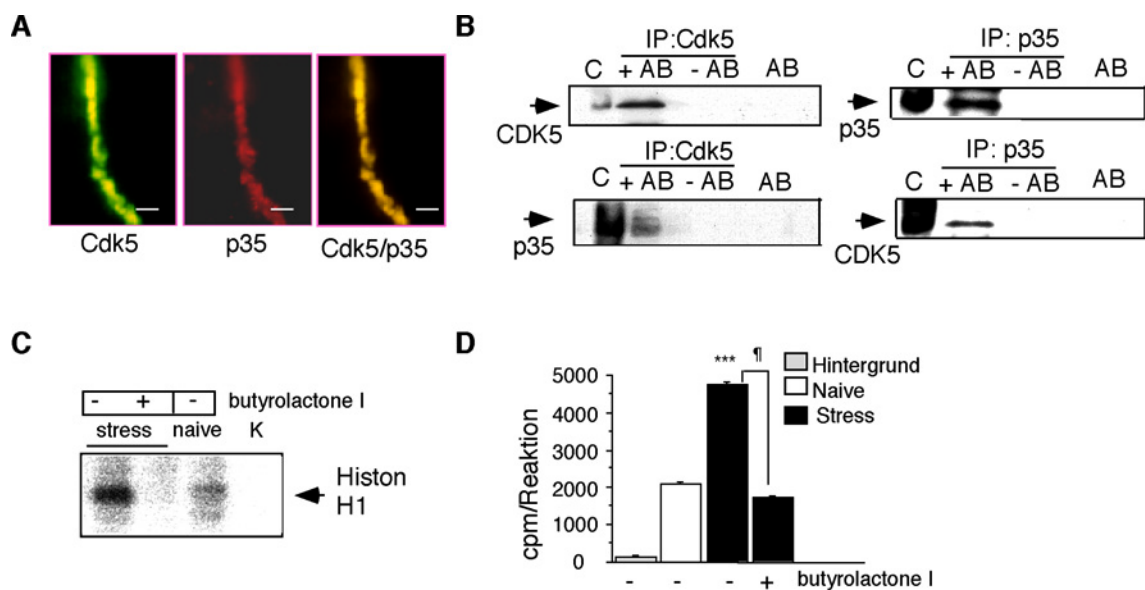 A
Cdk5
p35
Cdk5/p35
B
IP:Cdk5
C + AB - AB AB
CDK5
IP:Cdk5
C + AB - AB AB
p35
IP: p35
C + AB - AB AB
p35
IP: p35
C + AB - AB AB
CDK5
C
- + - butyrolactone I
stress naive K
Histon
H1
D
*** ¶
Hintergrund
Naive
Stress
cpm/Reaktion
5000
4000
3000
2000
1000
0
- - - + butyrolactone I